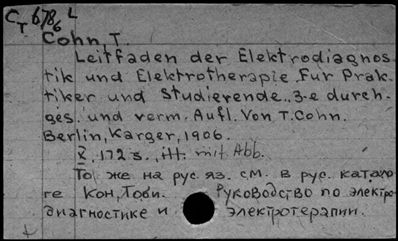 C 678 L
T 6
Cohn, T.
Leitfaden der Elektrodiagnos-
tik und Elektrotherapie. Für Prak-
tiker und Studierende. 3-e durch-
ges. und verm. Aufl. Von T. Cohn.
Berlin, Karger, 1906.
X, 172 s., ill. mit Abb.
То же на рус. яз. см. в рус. катало-
ге Кон, Тоби. Руководство по электро-
диагностике и электротерапии.